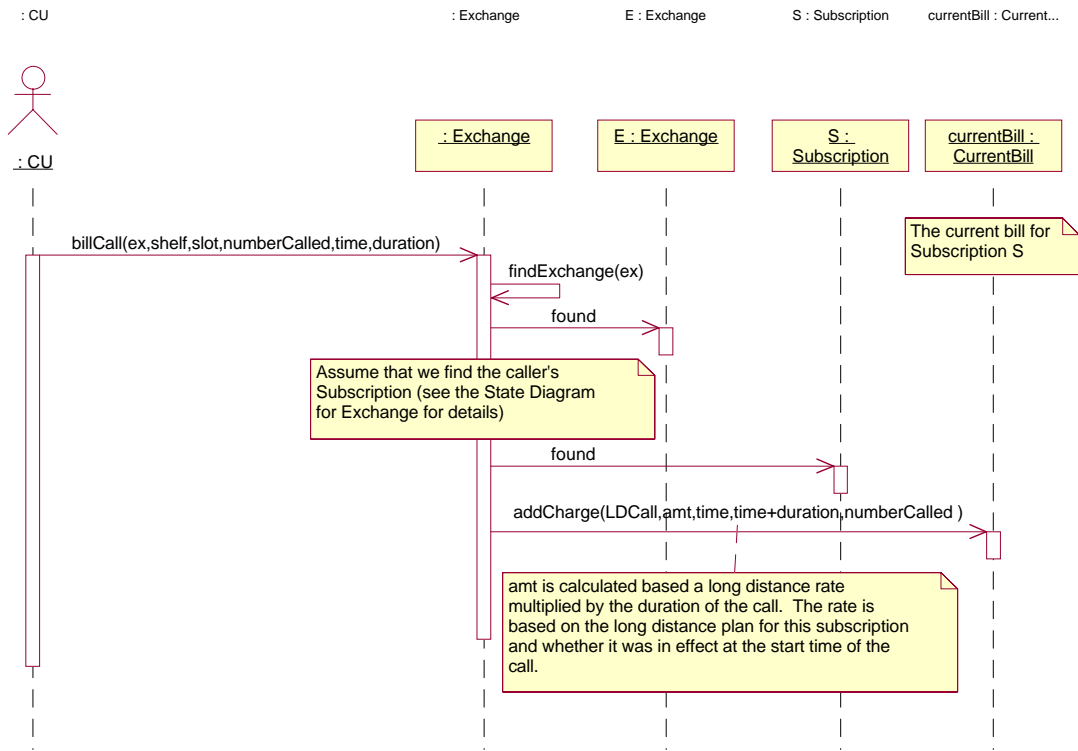 : CU
: Exchange
E : Exchange
S : Subscription
currentBill : Current...
: CU
: Exchange
E : Exchange
S :
Subscription
currentBill :
CurrentBill
The current bill for
Subscription S
billCall(ex,shelf,slot,numberCalled,time,duration)
findExchange(ex)
found
Assume that we find the caller's
Subscription (see the State Diagram
for Exchange for details)
found
addCharge(LDCall,amt,time,time+duration,numberCalled )
amt is calculated based a long distance rate
multiplied by the duration of the call.  The rate is
based on the long distance plan for this subscription
and whether it was in effect at the start time of the
call.